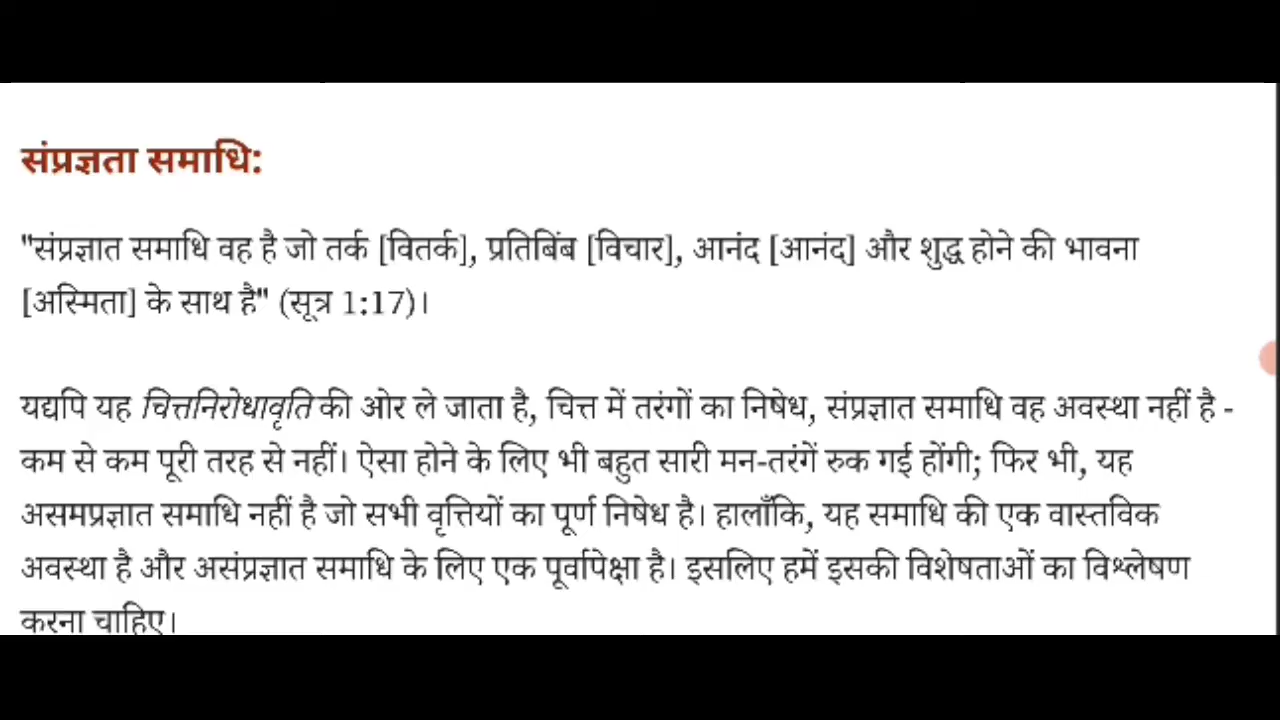 संप्रज्ञता समाधि:
"संप्रज्ञात समाधि वह है जो तर्क [वितर्क], प्रतिबिंब [विचार], आनंद [आनंद] और शुद्ध होने की भावना
[अस्मिता] के साथ है" (सूत्र 1:17)।
यद्यपि यह चित्तनिरोधावृति की ओर ले जाता है, चित्त में तरंगों का निषेध, संप्रज्ञात समाधि वह अवस्था नहीं है -
कम से कम पूरी तरह से नहीं। ऐसा होने के लिए भी बहुत सारी मन-तरंगें रुक गई होंगी; फिर भी, यह
असमप्रज्ञात समाधि नहीं है जो सभी वृत्तियों का पूर्ण निषेध है। हालाँकि, यह समाधि की एक वास्तविक
अवस्था है और असंप्रज्ञात समाधि के लिए एक पूर्वापेक्षा है। इसलिए हमें इसकी विशेषताओं का विश्लेषण
करना चाहिए।